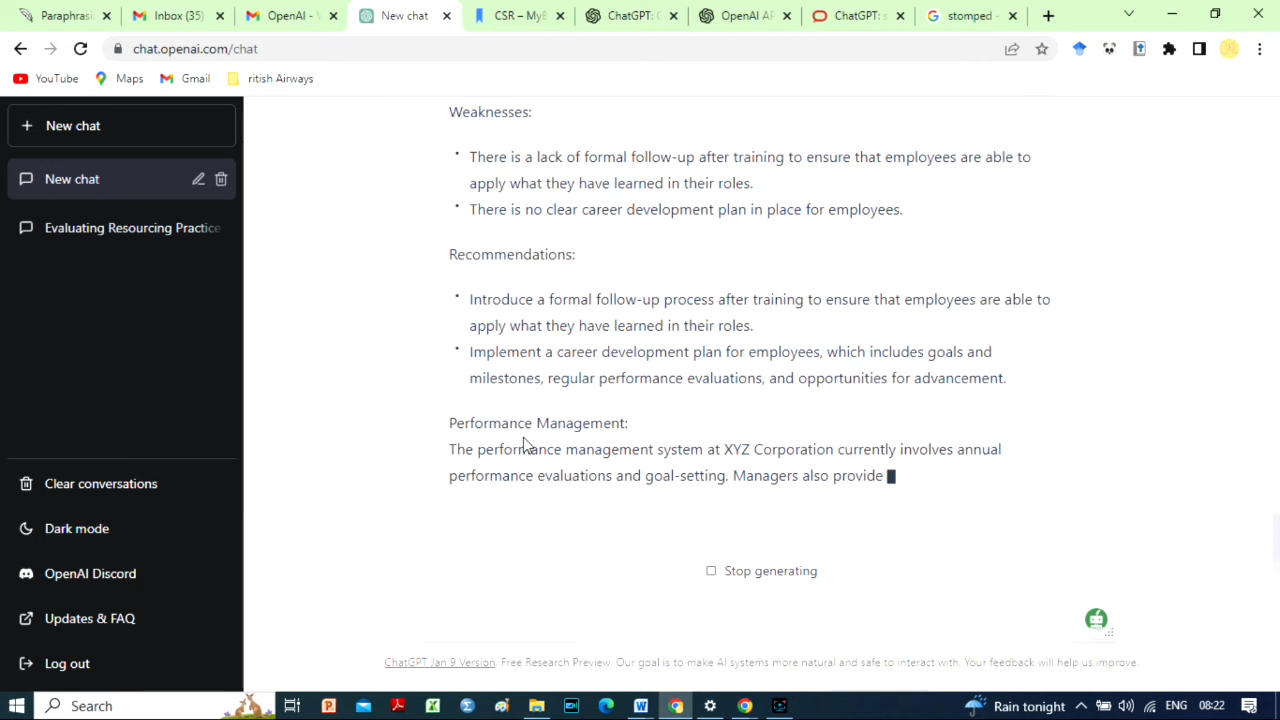 Paraphrasi
Inbox (35)
OpenAI -
New chat
CSR – MyB
ChatGPT: C
OpenAI AP
ChatGPT: s
stomped -
chat.openai.com/chat
YouTube
Maps
Gmail
ritish Airways
New chat
New chat
Evaluating Resourcing Practice
Clear conversations
Dark mode
OpenAI Discord
Updates & FAQ
Log out
Weaknesses:
• There is a lack of formal follow-up after training to ensure that employees are able to
apply what they have learned in their roles.
• There is no clear career development plan in place for employees.
Recommendations:
• Introduce a formal follow-up process after training to ensure that employees are able to
apply what they have learned in their roles.
• Implement a career development plan for employees, which includes goals and
milestones, regular performance evaluations, and opportunities for advancement.
Performance Management:
The performance management system at XYZ Corporation currently involves annual
performance evaluations and goal-setting. Managers also provide
Stop generating
ChatGPT Jan 9 Version. Free Research Preview. Our goal is to make AI systems more natural and safe to interact with. Your feedback will help us improve.
Search
Rain tonight
ENG
08:22